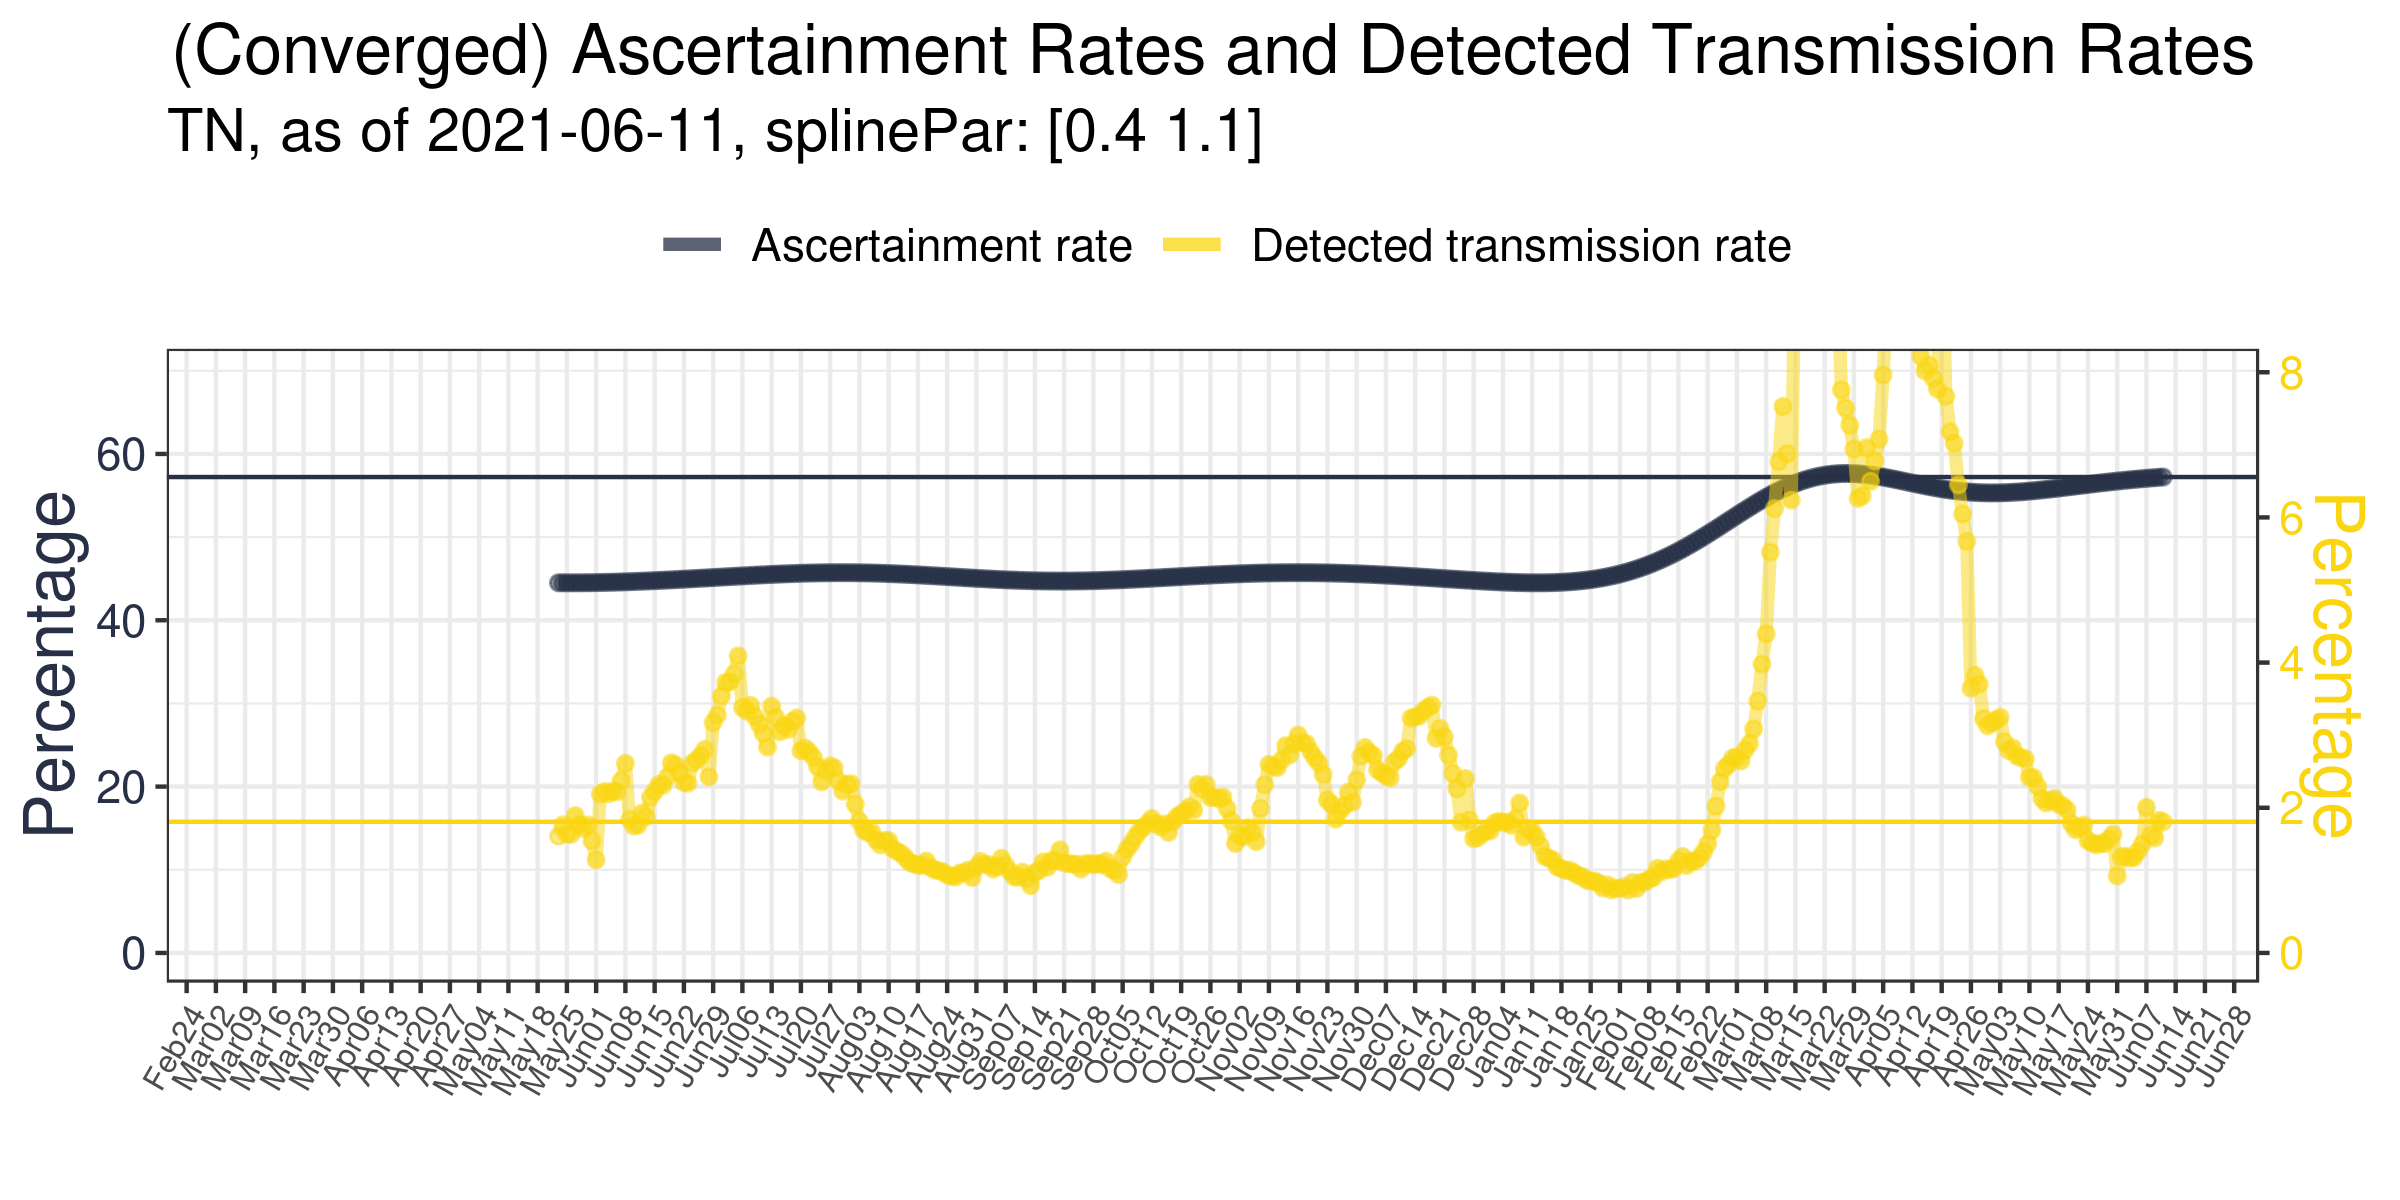 (Converged) Ascertainment Rates and Detected Transmission Rates
TN, as of 2021-06-11, splinePar: [0.4 1.1]
Ascertainment rate Detected transmission rate
Percentage
60
40
20
0
8
6
4
2
0
Percentage
Feb24
Mar02
Mar09
Mar16
Mar23
Mar30
Apr06
Apr13
Apr20
Apr27
May04
May11
May18
May25
Jun01
Jun08
Jun15
Jun22
Jun29
Jul06
Jul13
Jul20
Jul27
Aug03
Aug10
Aug17
Aug24
Aug31
Sep07
Sep14
Sep21
Sep28
Oct05
Oct12
Oct19
Oct26
Nov02
Nov09
Nov16
Nov23
Nov30
Dec07
Dec14
Dec21
Dec28
Jan04
Jan11
Jan18
Jan25
Feb01
Feb08
Feb15
Feb22
Mar01
Mar08
Mar15
Mar22
Mar29
Apr05
Apr12
Apr19
Apr26
May03
May10
May17
May24
May31
Jun07
Jun14
Jun21
Jun28